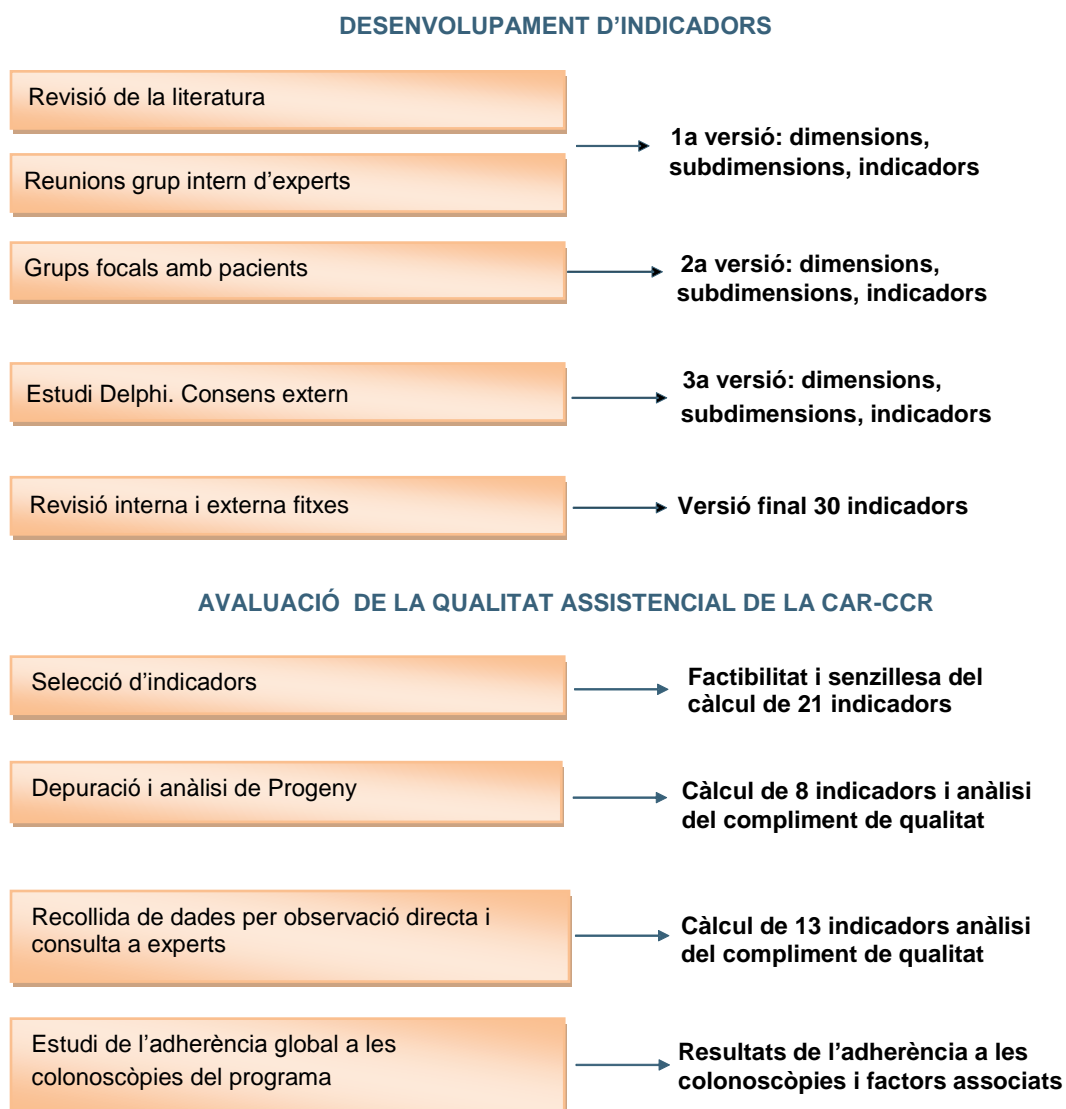 DESENVOLUPAMENT D'INDICADORS
Revisió de la literatura
Reunions grup intern d'experts
1a versió: dimensions,
subdimensions, indicadors
Grups focals amb pacients
2a versió: dimensions,
subdimensions, indicadors
Estudi Delphi. Consens extern
3a versió: dimensions,
subdimensions, indicadors
Revisió interna i externa fitxes
Versió final 30 indicadors
AVALUACIÓ DE LA QUALITAT ASSISTENCIAL DE LA CAR-CCR
Selecció d'indicadors
Factibilitat i senzillesa del
càlcul de 21 indicadors
Depuració i anàlisi de Progeny
Càlcul de 8 indicadors i anàlisi
del compliment de qualitat
Recollida de dades per observació directa i
consulta a experts
Càlcul de 13 indicadors anàlisi
del compliment de qualitat
Estudi de l'adherència global a les
colonoscòpies del programa
Resultats de l'adherència a les
colonoscòpies i factors associats